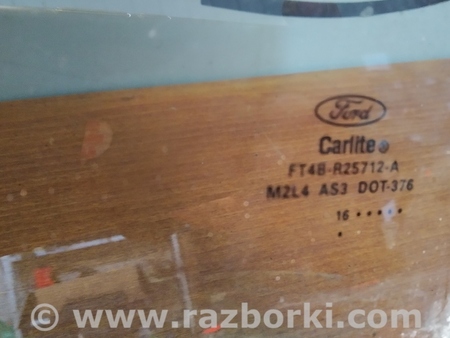 Ford
Carlite®
FT4B-R25712-A
M2L4 AS3 DOT-376
16 •••••
•
© www.razborki.com